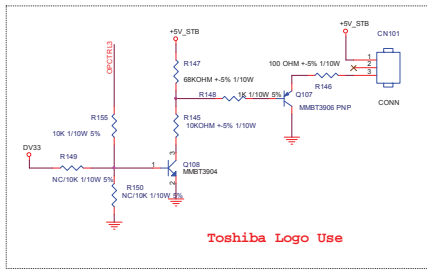 +5V_STB
+5V_STB
CN101
OPCTRL3
R147
68KOHM +-5% 1/10W
100 OHM +-5% 1/10W
1
2
3
R146
R148
1K 1/10W 5%
Q107
MMBT3906 PNP
CONN
R155
10K 1/10W 5%
R145
10KOHM +-5% 1/10W
DV33
R149
NC/10K 1/10W 5%
3
1
Q108
MMBT3904
2
R150
NC/10K 1/10W 5%
Toshiba Logo Use